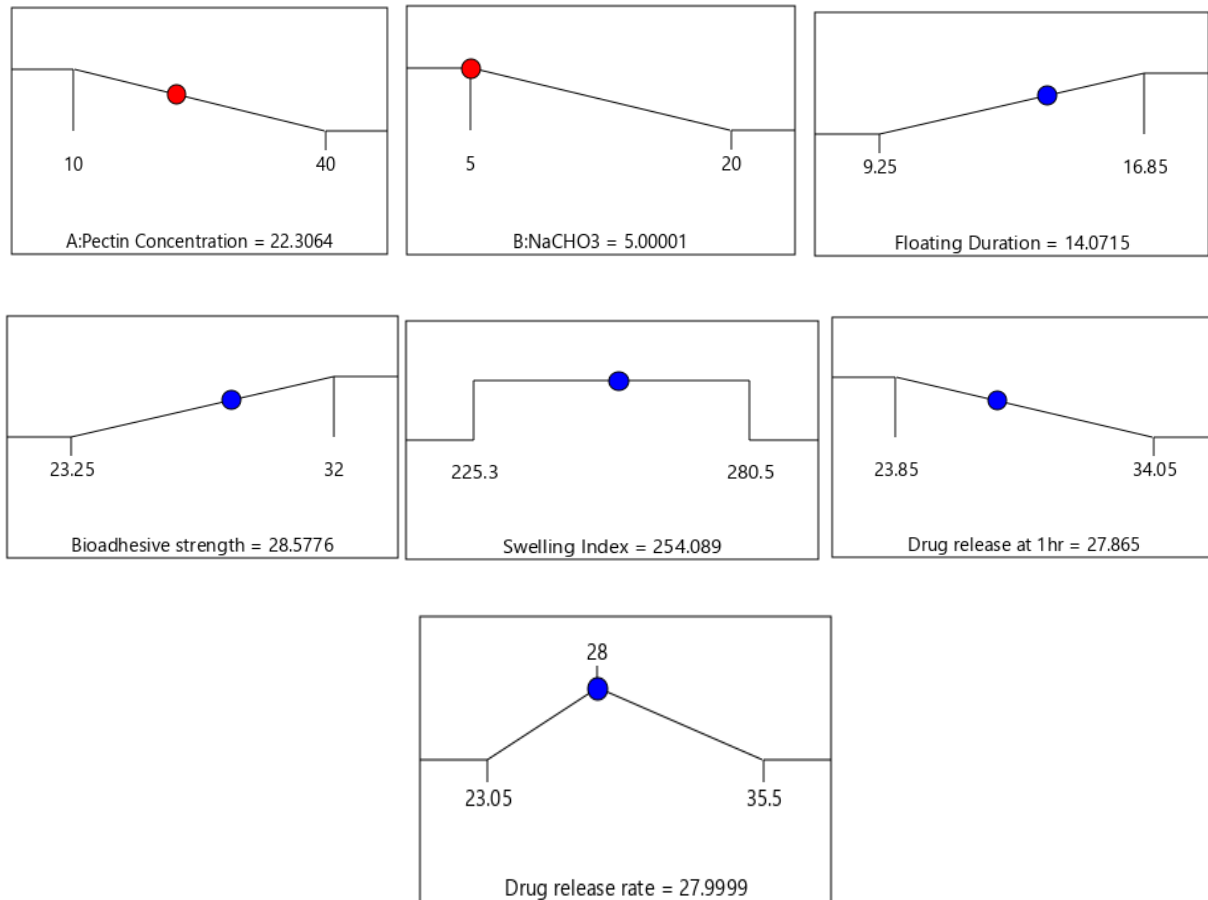 10
40
A:Pectin Concentration = 22.3064
5
20
B:NaCHO3 = 5.00001
9.25
16.85
Floating Duration = 14.0715
23.25
32
Bioadhesive strength = 28.5776
225.3
280.5
Swelling Index = 254.089
23.85
34.05
Drug release at 1hr = 27.865
28
23.05
35.5
Drug release rate = 27.9999